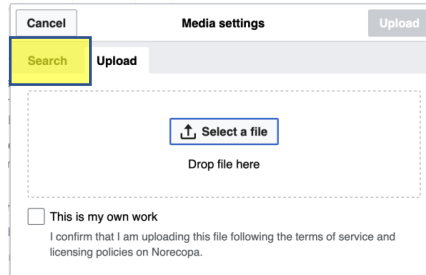 Cancel Media settings Upload
Search Upload
Select a file
Drop file here
This is my own work
I confirm that I am uploading this file following the terms of service and
licensing policies on Norecopa.